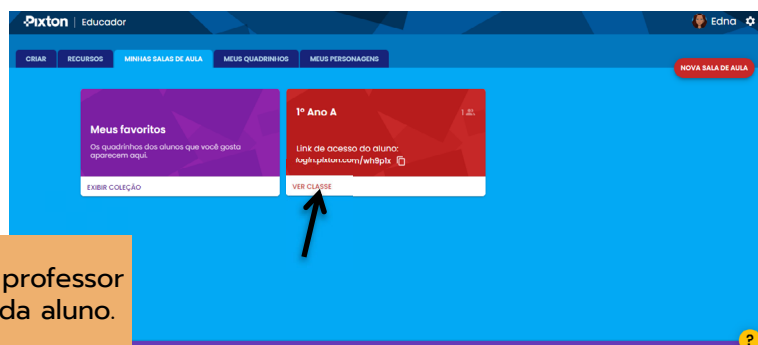 Pixton | Educador
Edna
CRIAR RECURSOS MINHAS SALAS DE AULA MEUS QUADRINHOS MEUS PERSONAGENS
NOVA SALA DE AULA
Meus favoritos
Os quadrinhos dos alunos que você gosta
aparecem aqui.
EXIBIR COLEÇÃO
1º Ano A
1
Link de acesso do aluno:
login.pixton.com/wh9plx
VER CLASSE
professor
da aluno.
?